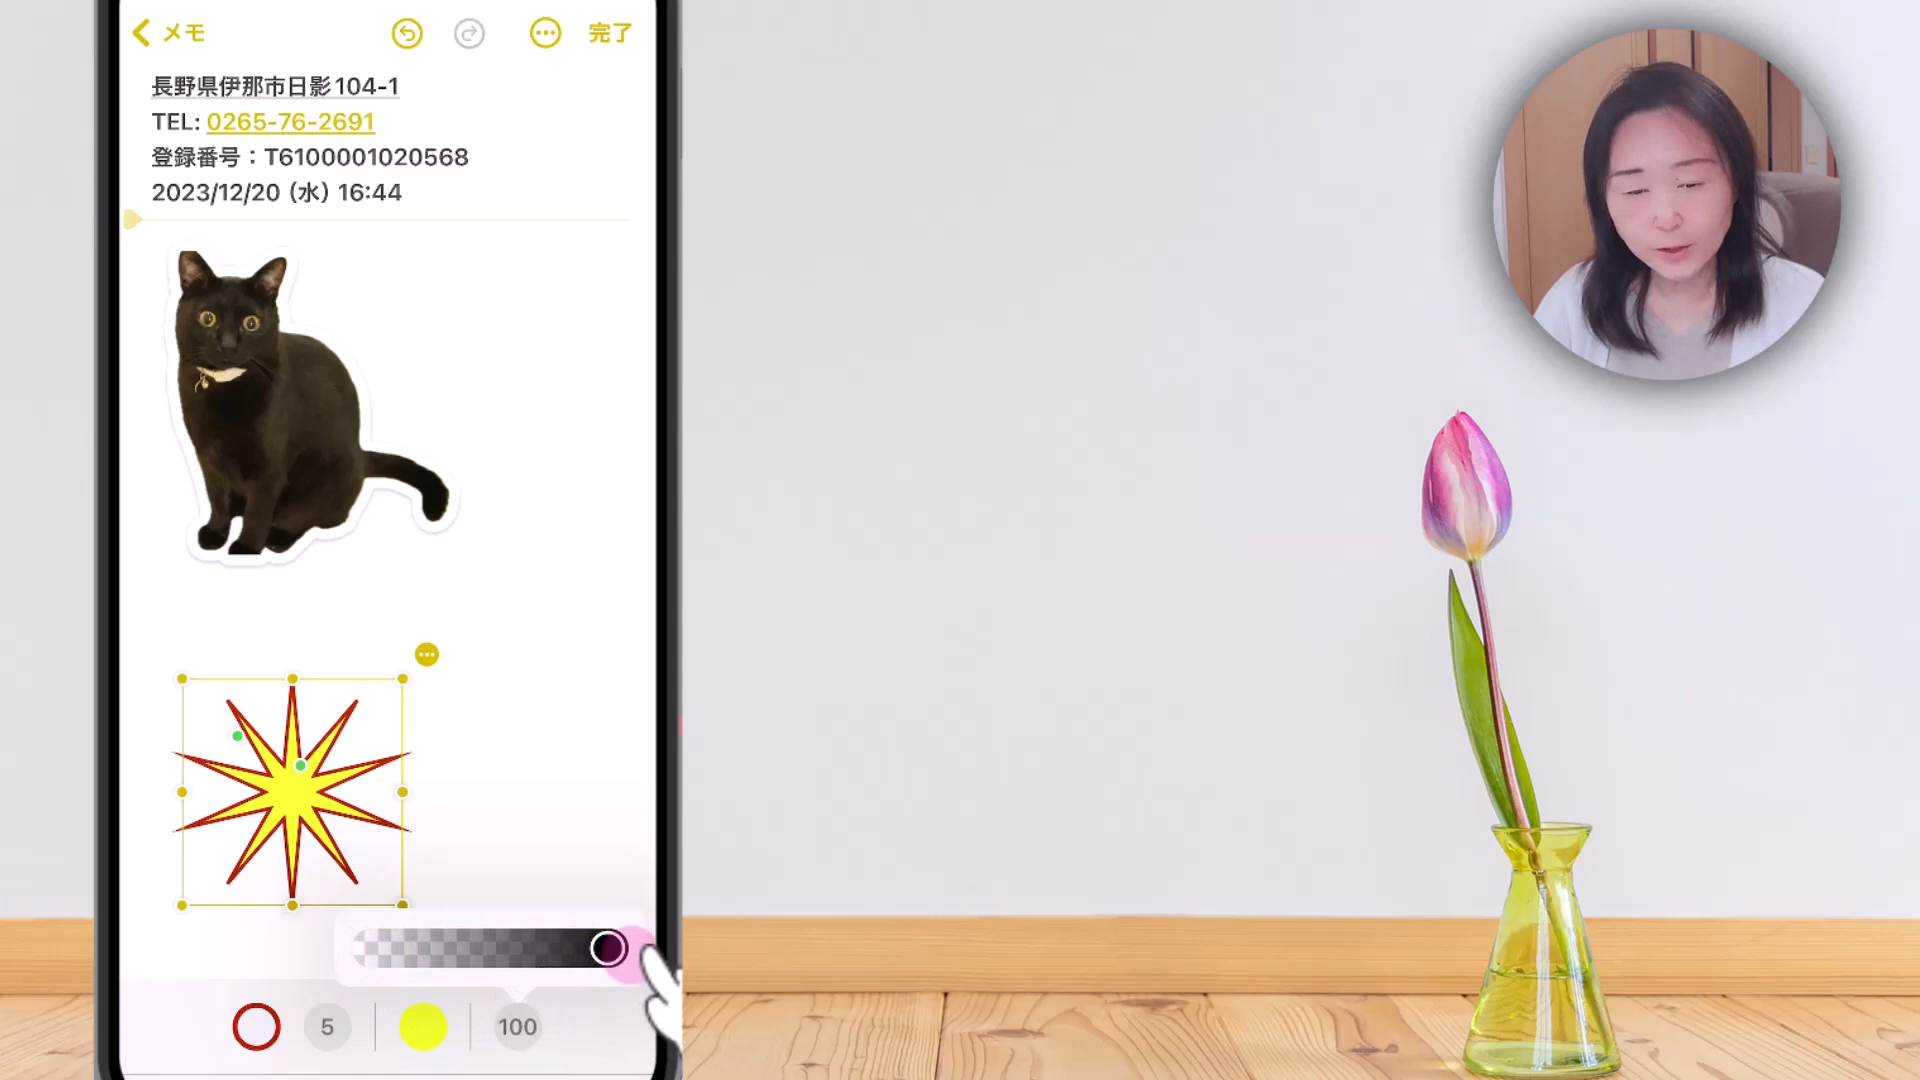 メモ
完了
長野県伊那市日影104-1
TEL: 0265-76-2691
登録番号：T6100001020568
2023/12/20（水）16:44
5
100